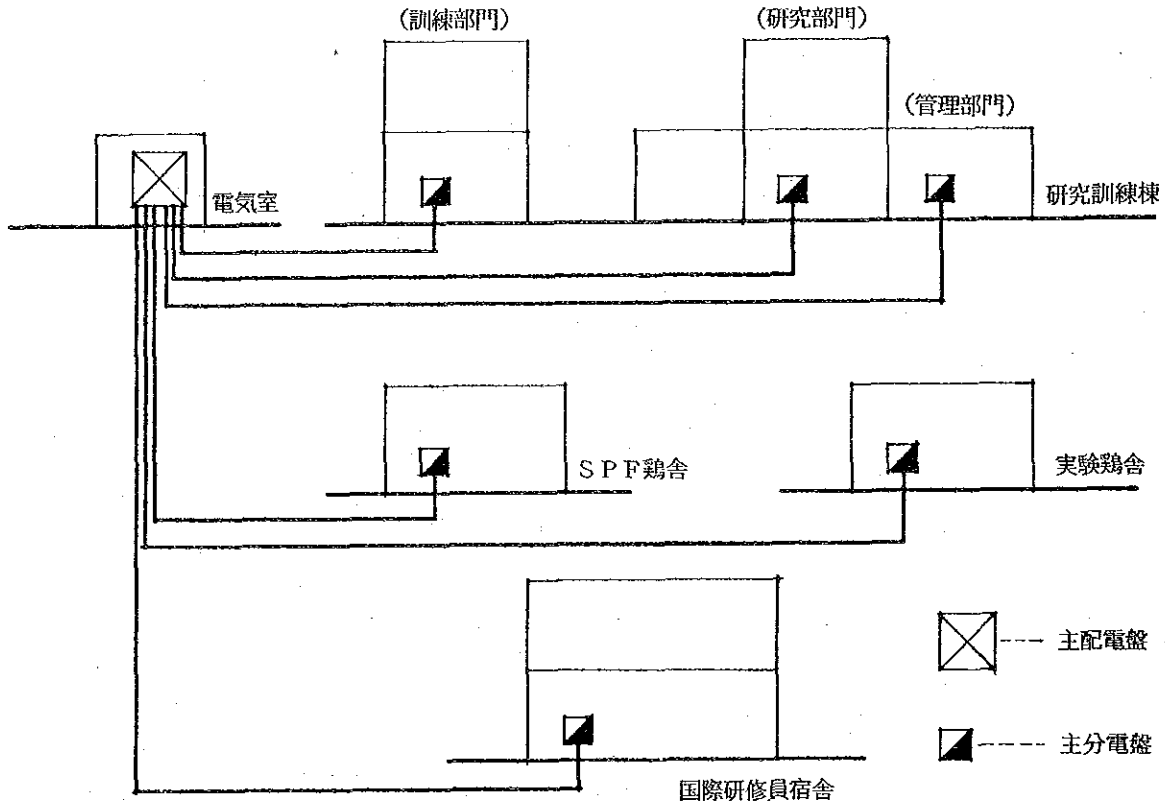 （訓練部門）
（研究部門）
（管理部門）
電気室
研究訓練棟
ＳＰＦ鶏舎
実験鶏舎
主配電盤
主分電盤
国際研修員宿舎